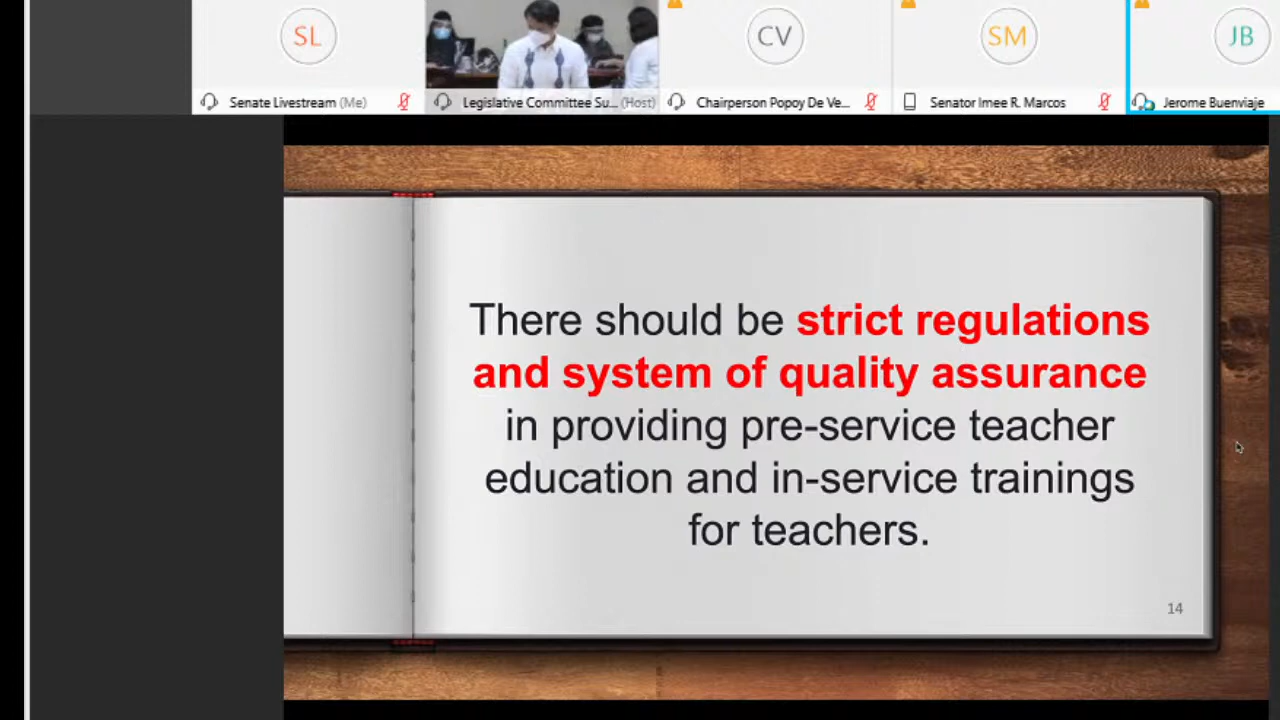 SL
CV
SM
JB
Senate Livestream (Me)
Legislative Committee Su... (Host)
Chairperson Popoy De Ve...
Senator Imee R. Marcos
Jerome Buenviaje
There should be strict regulations
and system of quality assurance
in providing pre-service teacher
education and in-service trainings
for teachers.
14